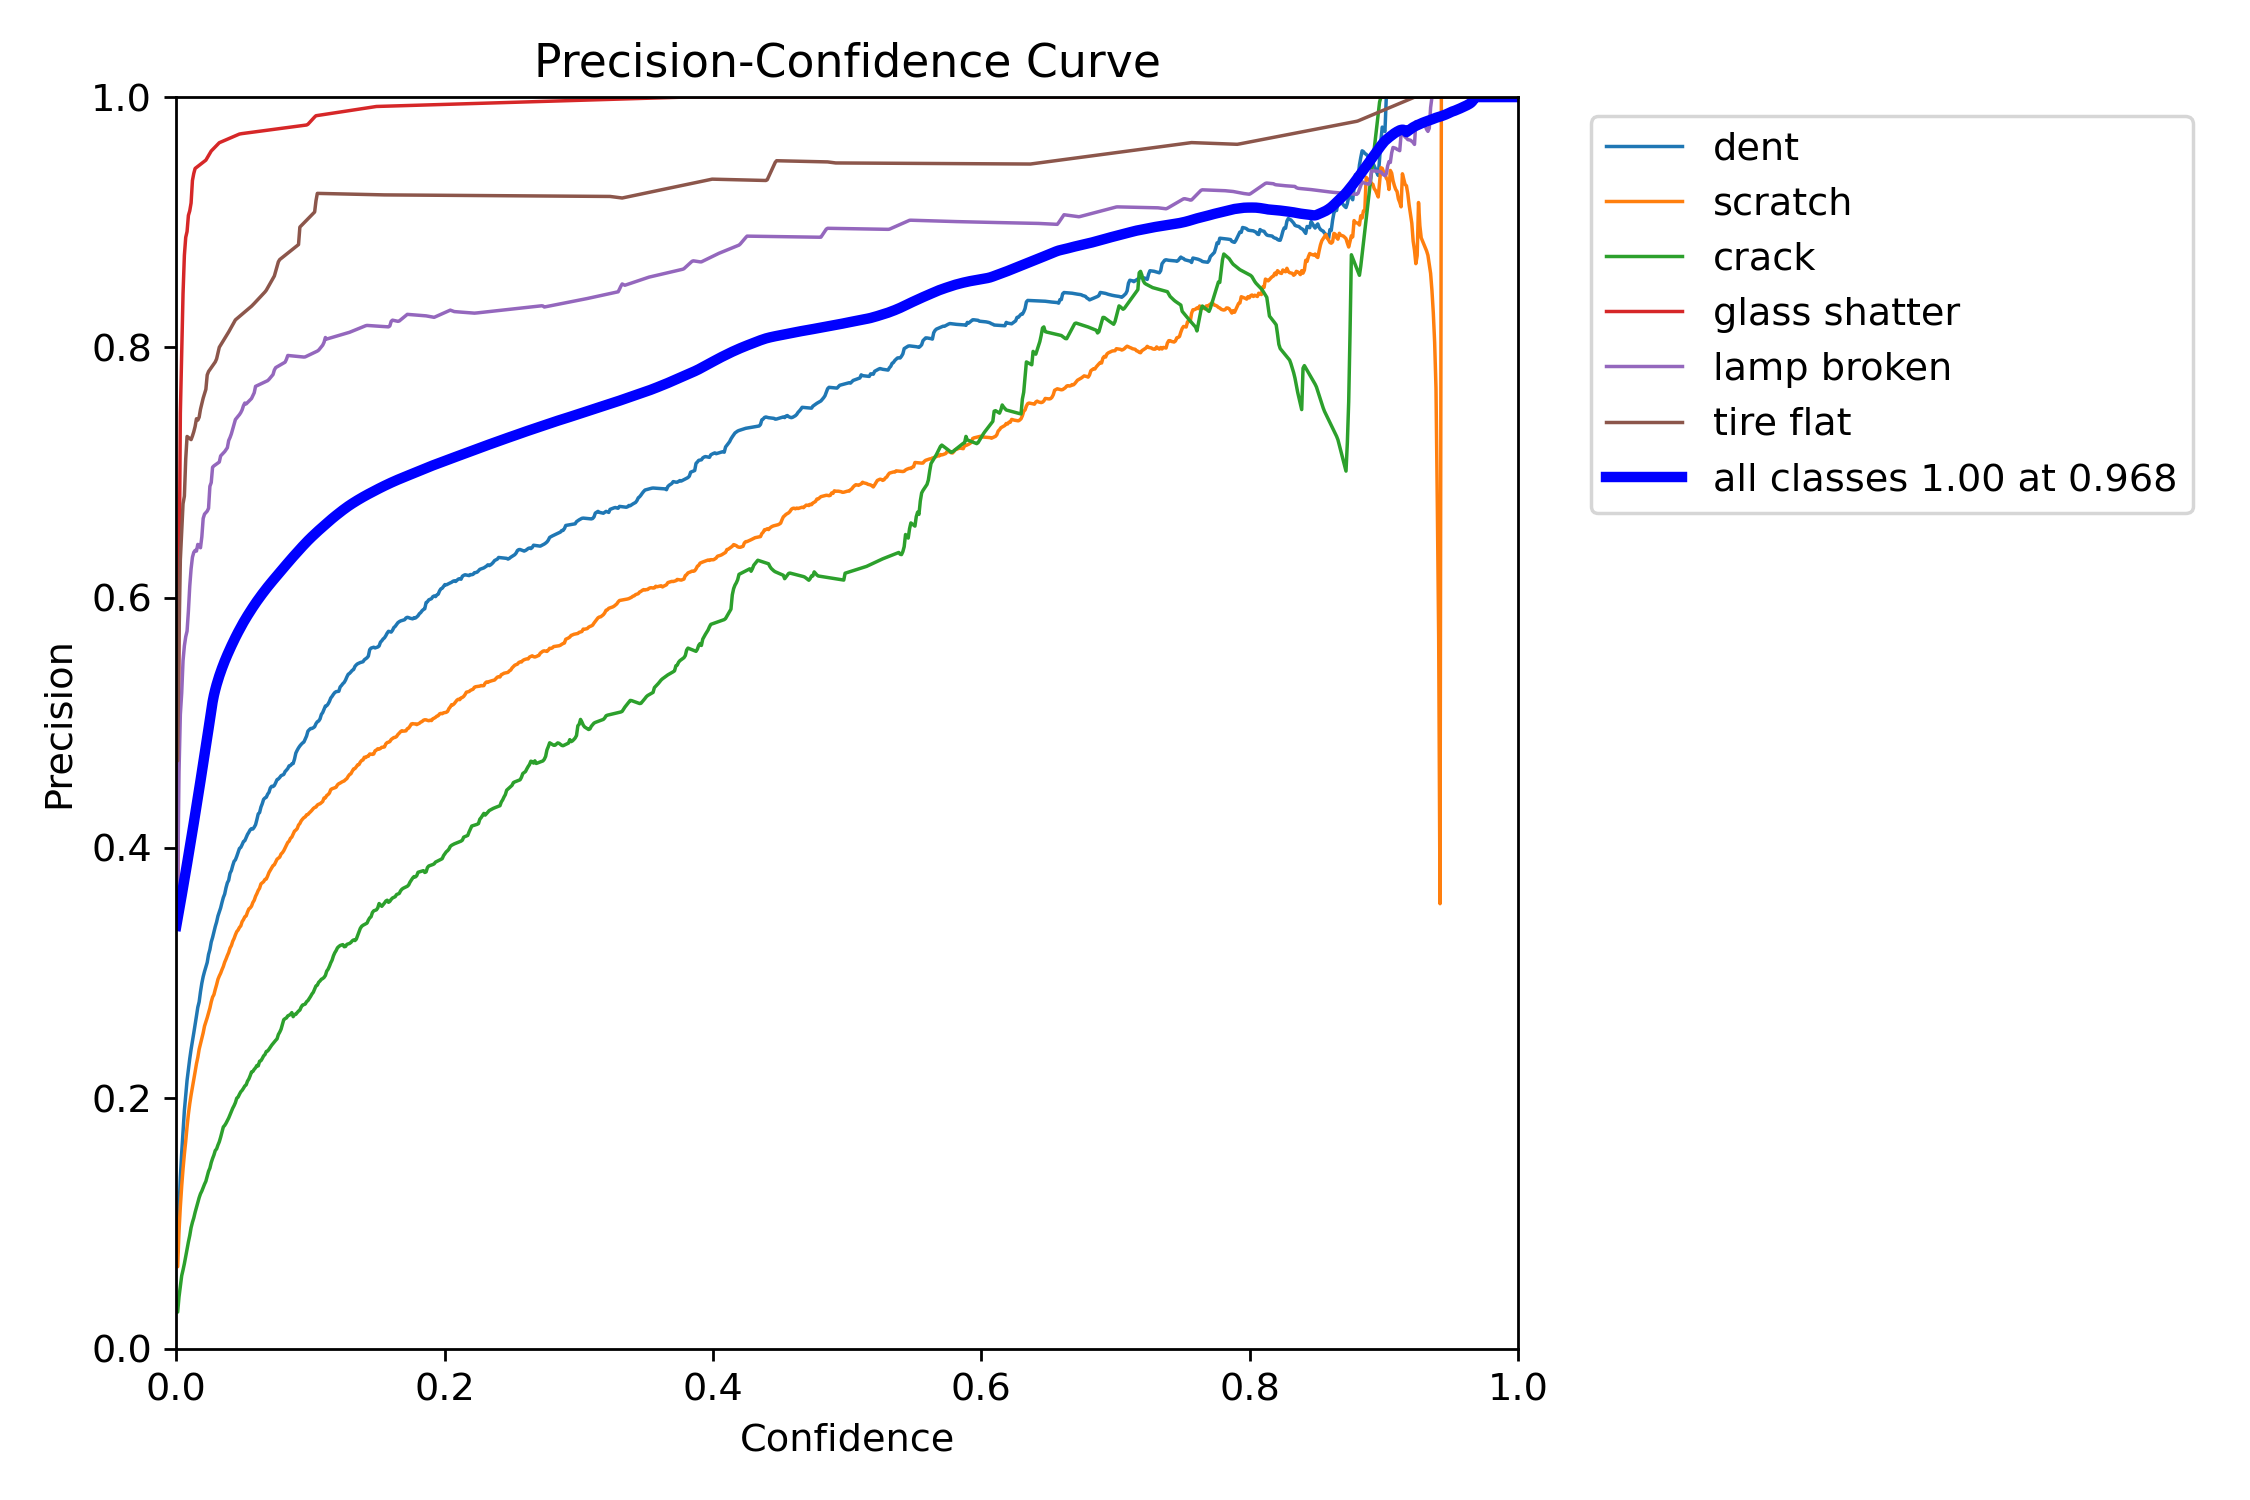 Precision-Confidence Curve
1.0
0.8
0.6
0.4
0.2
0.0
Precision
0.0 0.2 0.4 0.6 0.8 1.0
Confidence
dent
scratch
crack
glass shatter
lamp broken
tire flat
all classes 1.00 at 0.968